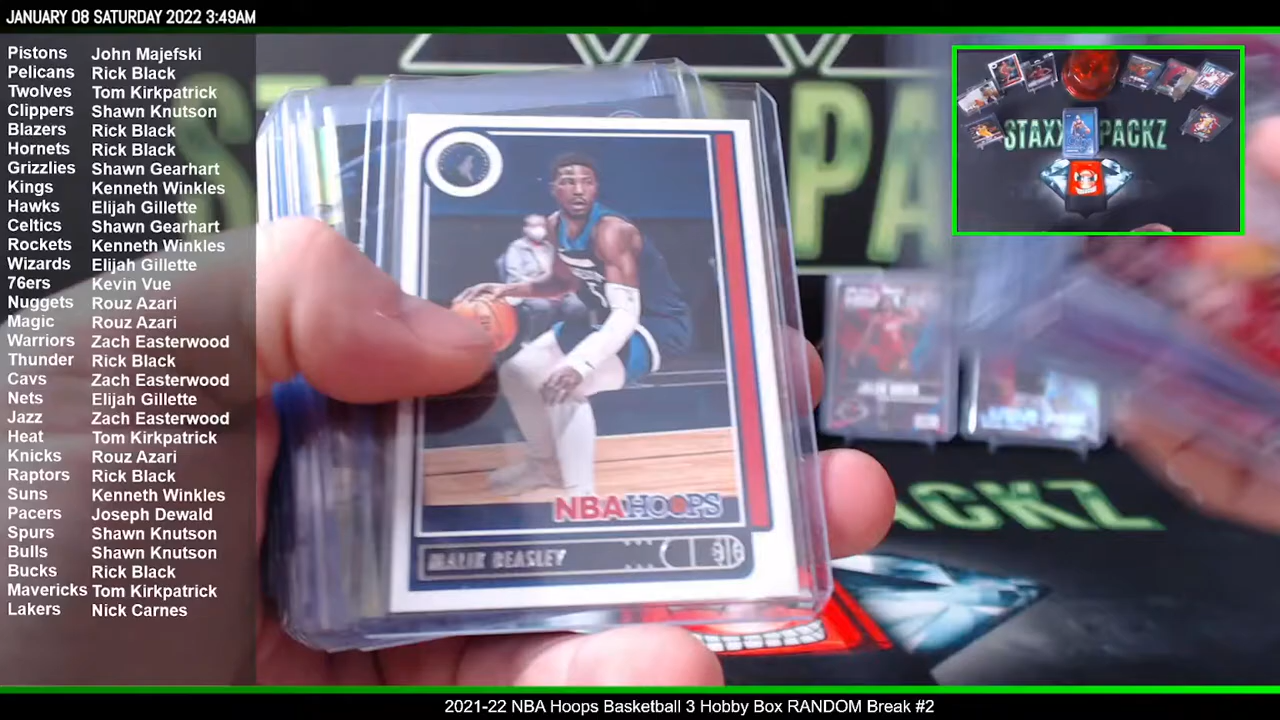 JANUARY 08 SATURDAY 2022 3:49AM
Pistons John Majefski
Pelicans Rick Black
Twolves Tom Kirkpatrick
Clippers Shawn Knutson
Blazers Rick Black
Hornets Rick Black
Grizzlies Shawn Gearhart
Kings Kenneth Winkles
Hawks Elijah Gillette
Celtics Shawn Gearhart
Rockets Kenneth Winkles
Wizards Elijah Gillette
76ers Kevin Vue
Nuggets Rouz Azari
Magic Rouz Azari
Warriors Zach Easterwood
Thunder Rick Black
Cavs Zach Easterwood
Nets Elijah Gillette
Jazz Zach Easterwood
Heat Tom Kirkpatrick
Knicks Rouz Azari
Raptors Rick Black
Suns Kenneth Winkles
Pacers Joseph Dewald
Spurs Shawn Knutson
Bulls Shawn Knutson
Bucks Rick Black
Mavericks Tom Kirkpatrick
Lakers Nick Carnes
NBA HOOPS
MALIK BEASLEY
STAXX PACKZ
PA
ACKZ
2021-22 NBA Hoops Basketball 3 Hobby Box RANDOM Break #2